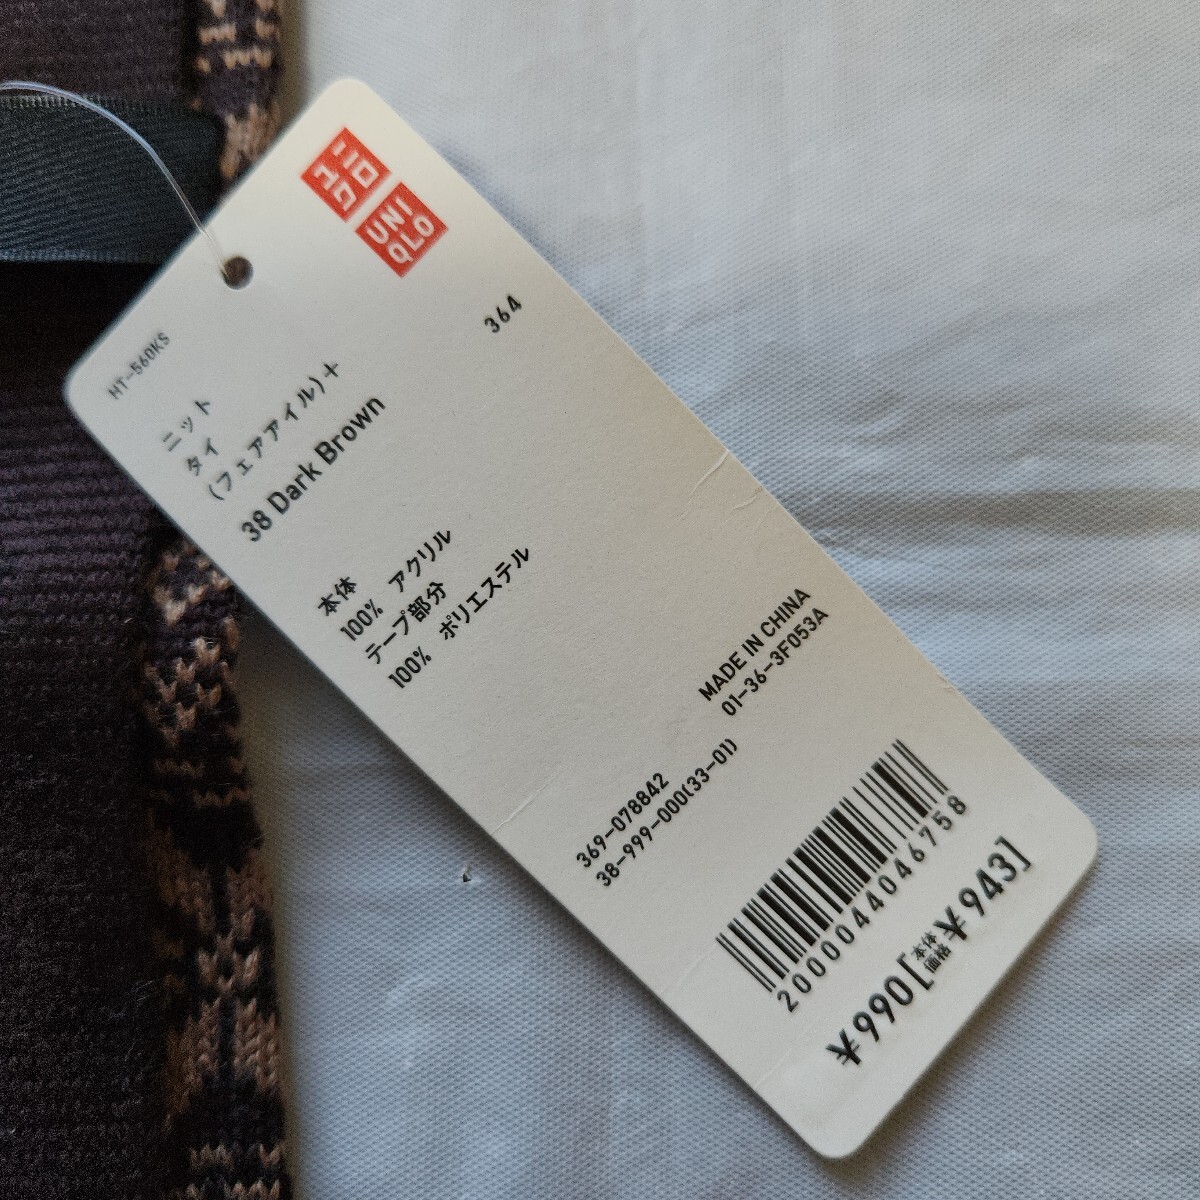 ユニ
クロ
UNI
QLO
364
HT-560KS
ニット
タイ
(フェアアイル)+
38 Dark Brown
本体
100% アクリル
テープ部分
100% ポリエステル
MADE IN CHINA
01-36-3F053A
369-078842
38-999-000(33-01)
2000044046758
¥990[本体価格¥943]